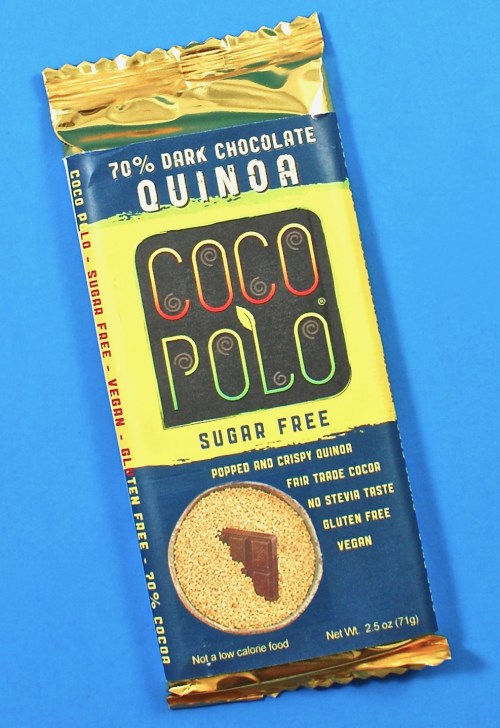 70% DARK CHOCOLATE
QUINOA
COCO
POLO®
SUGAR FREE
POPPED AND CRISPY QUINOA
FAIR TRADE COCOA
NO STEVIA TASTE
GLUTEN FREE
VEGAN
Not a low calorie food
Net Wt. 2.5 oz (71g)
COCO POLO - SUGAR FREE - VEGAN - GLUTEN FREE - 70% COCOA